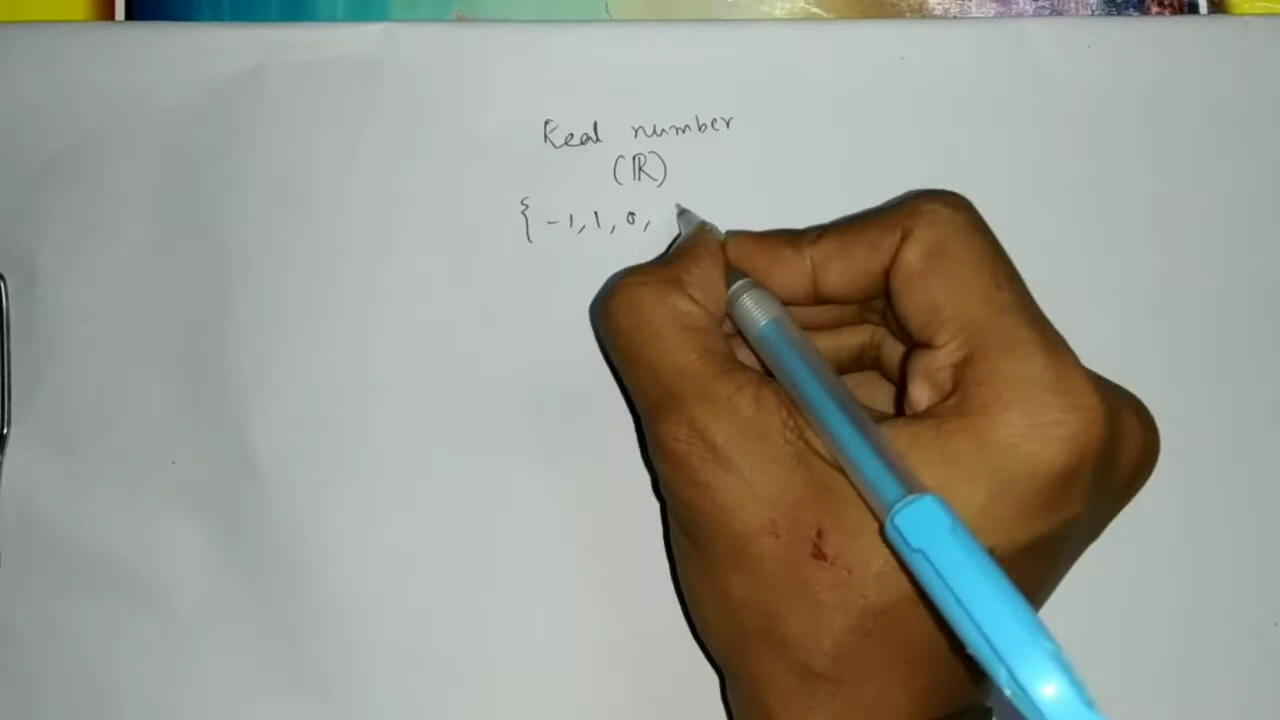 Real number
(ℝ)
{ -1, 1, 0,